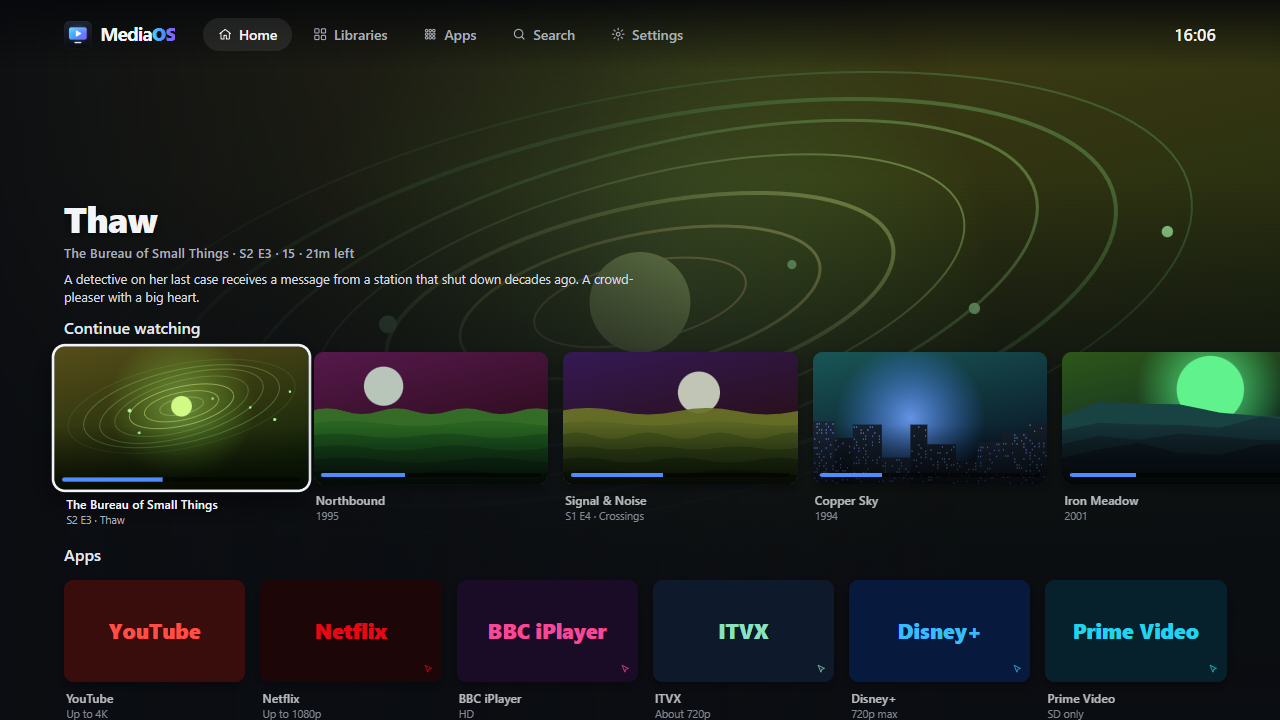 MediaOS
Home
Libraries
Apps
Search
Settings
16:06
Thaw
The Bureau of Small Things · S2 E3 · 15 · 21m left
A detective on her last case receives a message from a station that shut down decades ago. A crowd-
pleaser with a big heart.
Continue watching
The Bureau of Small Things
S2 E3 · Thaw
Northbound
1995
Signal & Noise
S1 E4 · Crossings
Copper Sky
1994
Iron Meadow
2001
Apps
YouTube
Netflix
BBC iPlayer
ITVX
Disney+
Prime Video
YouTube
Up to 4K
Netflix
Up to 1080p
BBC iPlayer
HD
ITVX
About 720p
Disney+
720p max
Prime Video
SD only